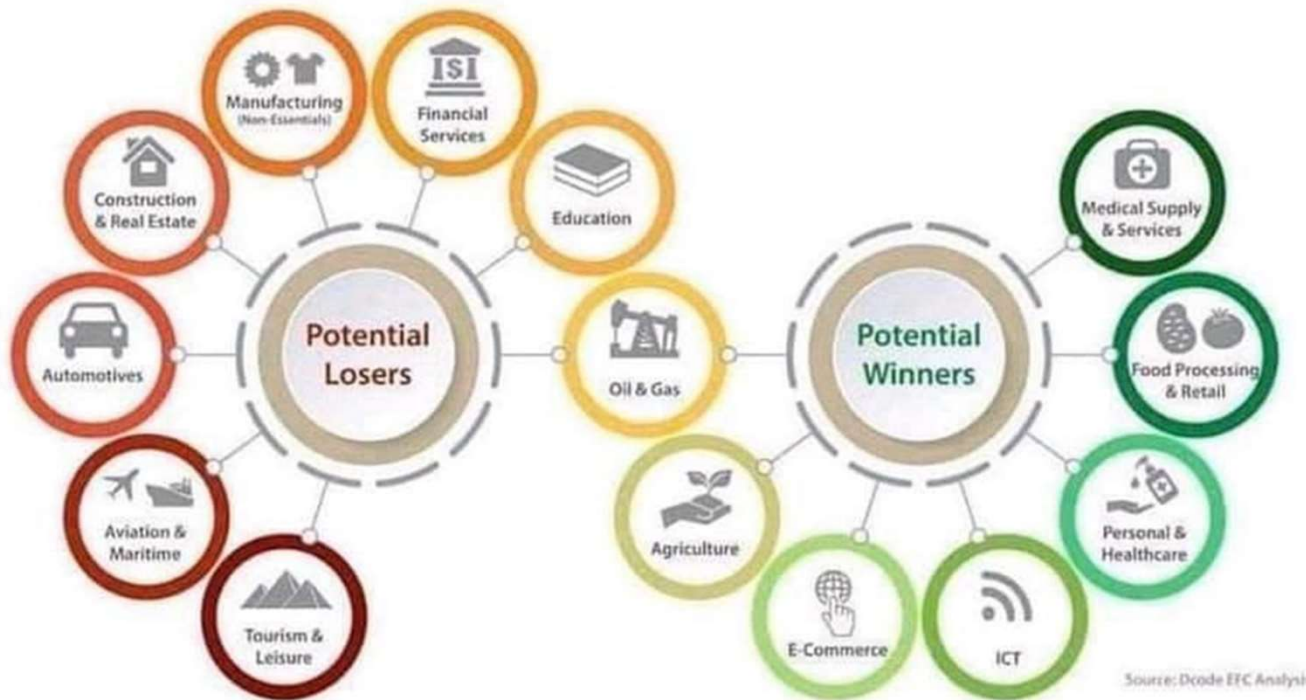 Manufacturing
(Non-Essentials)
Financial
Services
Construction
& Real Estate
Education
Automotives
Potential
Losers
Aviation &
Maritime
Tourism &
Leisure
Oil & Gas
Potential
Winners
Medical Supply
& Services
Food Processing
& Retail
Personal &
Healthcare
Agriculture
E-Commerce
ICT
Source: Dcode EFC Analysi